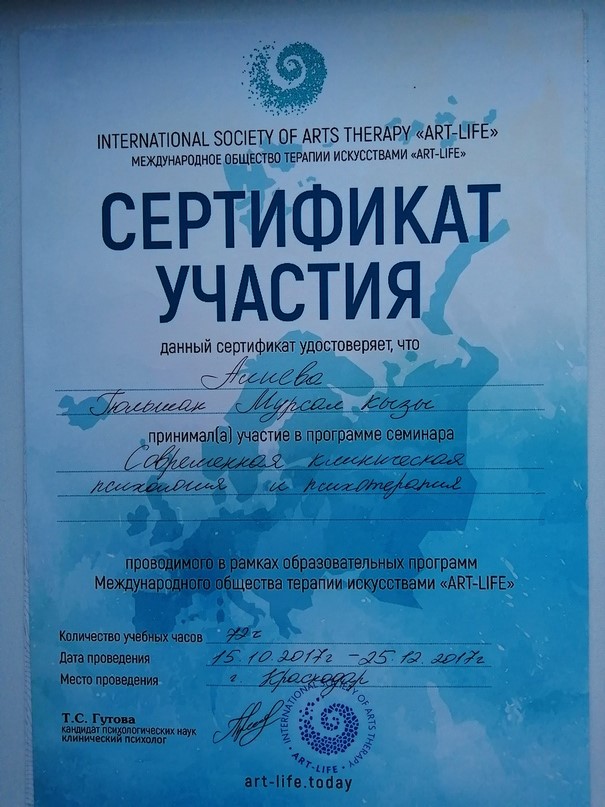 INTERNATIONAL SOCIETY OF ARTS THERAPY «ART-LIFE»
МЕЖДУНАРОДНОЕ ОБЩЕСТВО ТЕРАПИИ ИСКУССТВАМИ «ART-LIFE»
СЕРТИФИКАТ
УЧАСТИЯ
данный сертификат удостоверяет, что
Алиева
Гюльшан Мурсал кызы
принимал(а) участие в программе семинара
Современная клиническая
психология и психотерапия
проводимого в рамках образовательных программ
Международного общества терапии искусствами «ART-LIFE»
Количество учебных часов 72 ч
Дата проведения 15.10.2017г – 25.12.2017г
Место проведения г. Краснодар
Т.С. Гутова
кандидат психологических наук
клинический психолог
INTERNATIONAL SOCIETY OF ARTS THERAPY
• ART-LIFE •
art-life.today